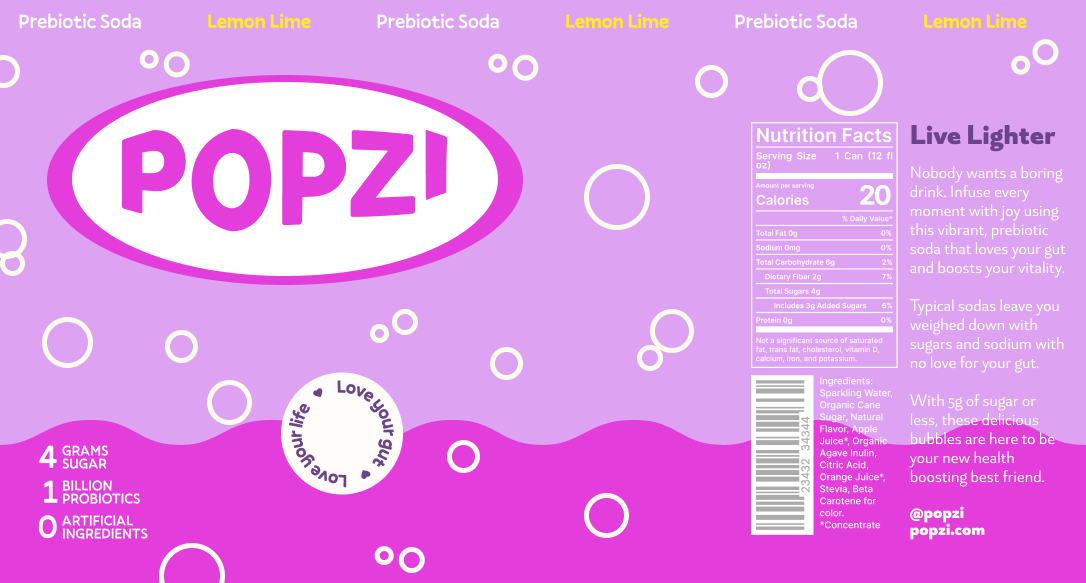 Prebiotic Soda Lemon Lime Prebiotic Soda Lemon Lime Prebiotic Soda Lemon Lime
POPZI
Love your gut ♥ Love your life ♥
4 GRAMS
SUGAR
1 BILLION
PROBIOTICS
0 ARTIFICIAL
INGREDIENTS
Nutrition Facts
Serving Size 1 Can (12 fl
oz)
Amount per serving
Calories 20
% Daily Value*
Total Fat 0g 0%
Sodium 0mg 0%
Total Carbohydrate 6g 2%
Dietary Fiber 2g 7%
Total Sugars 4g
Includes 3g Added Sugars 6%
Protein 0g 0%
Not a significant source of saturated
fat, trans fat, cholesterol, vitamin D,
calcium, iron, and potassium.
23432 34344
Ingredients:
Sparkling Water,
Organic Cane
Sugar, Natural
Flavor, Apple
Juice*, Organic
Agave Inulin,
Citric Acid,
Orange Juice*,
Stevia, Beta
Carotene for
color.
*Concentrate
Live Lighter
Nobody wants a boring
drink. Infuse every
moment with joy using
this vibrant, prebiotic
soda that loves your gut
and boosts your vitality.
Typical sodas leave you
weighed down with
sugars and sodium with
no love for your gut.
With 5g of sugar or
less, these delicious
bubbles are here to be
your new health
boosting best friend.
@popzi
popzi.com